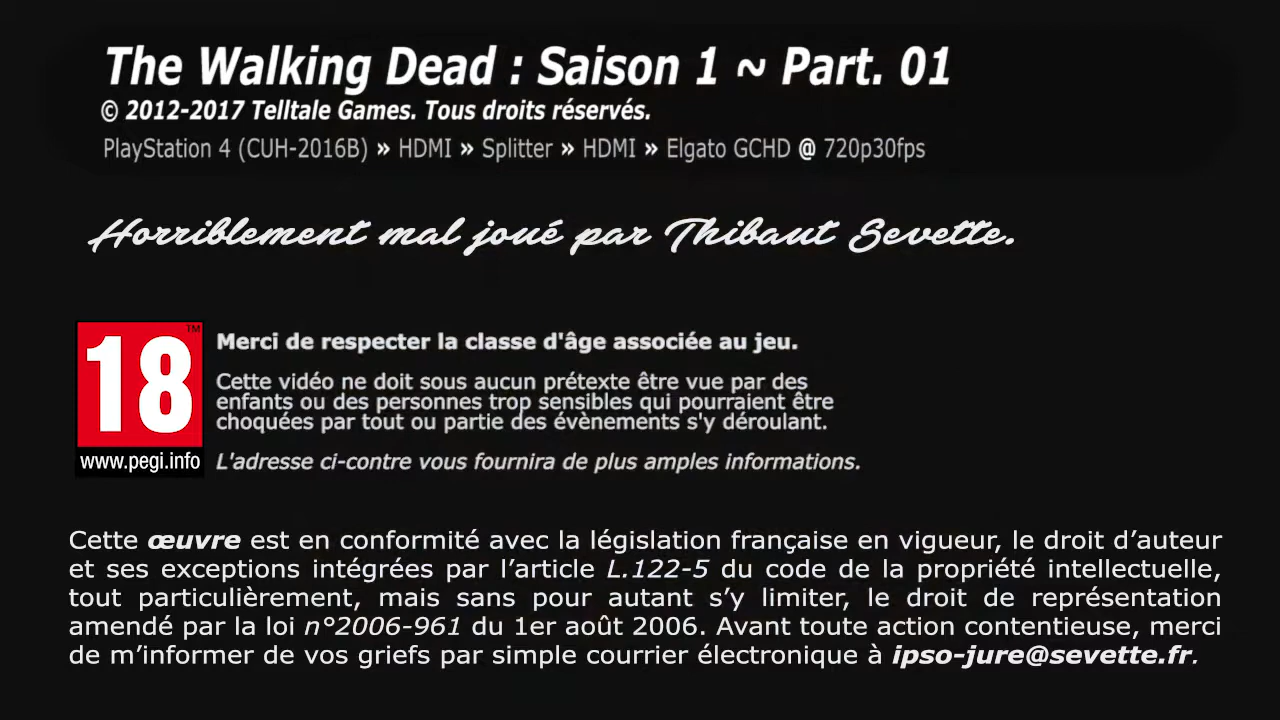 The Walking Dead : Saison 1 ~ Part. 01
© 2012-2017 Telltale Games. Tous droits réservés.
PlayStation 4 (CUH-2016B) » HDMI » Splitter » HDMI » Elgato GCHD @ 720p30fps
Horriblement mal joué par Thibaut Sevette.
18
TM
www.pegi.info
Merci de respecter la classe d'âge associée au jeu.
Cette vidéo ne doit sous aucun prétexte être vue par des
enfants ou des personnes trop sensibles qui pourraient être
choquées par tout ou partie des évènements s'y déroulant.
L'adresse ci-contre vous fournira de plus amples informations.
Cette œuvre est en conformité avec la législation française en vigueur, le droit d’auteur
et ses exceptions intégrées par l’article L.122-5 du code de la propriété intellectuelle,
tout particulièrement, mais sans pour autant s’y limiter, le droit de représentation
amendé par la loi n°2006-961 du 1er août 2006. Avant toute action contentieuse, merci
de m’informer de vos griefs par simple courrier électronique à ipso-jure@sevette.fr.